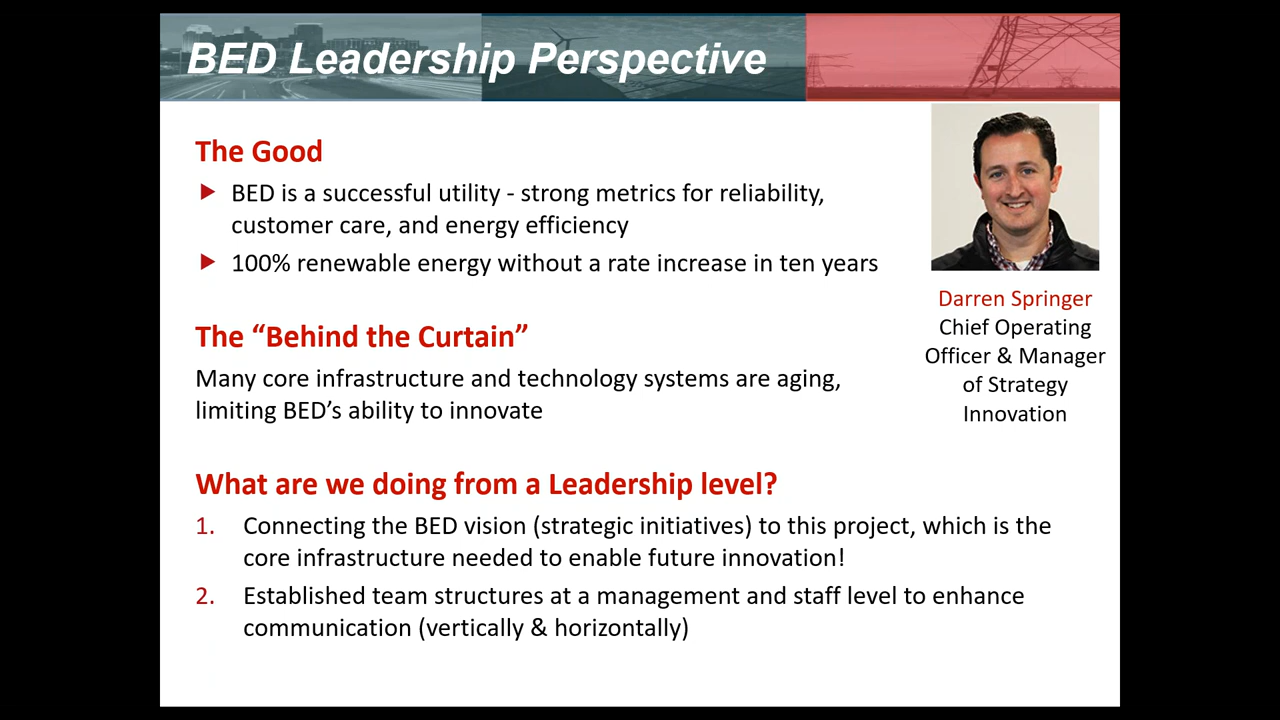 BED Leadership Perspective
The Good
BED is a successful utility - strong metrics for reliability,
customer care, and energy efficiency
100% renewable energy without a rate increase in ten years
The “Behind the Curtain”
Many core infrastructure and technology systems are aging,
limiting BED’s ability to innovate
What are we doing from a Leadership level?
1. Connecting the BED vision (strategic initiatives) to this project, which is the
core infrastructure needed to enable future innovation!
2. Established team structures at a management and staff level to enhance
communication (vertically & horizontally)
Darren Springer
Chief Operating
Officer & Manager
of Strategy
Innovation